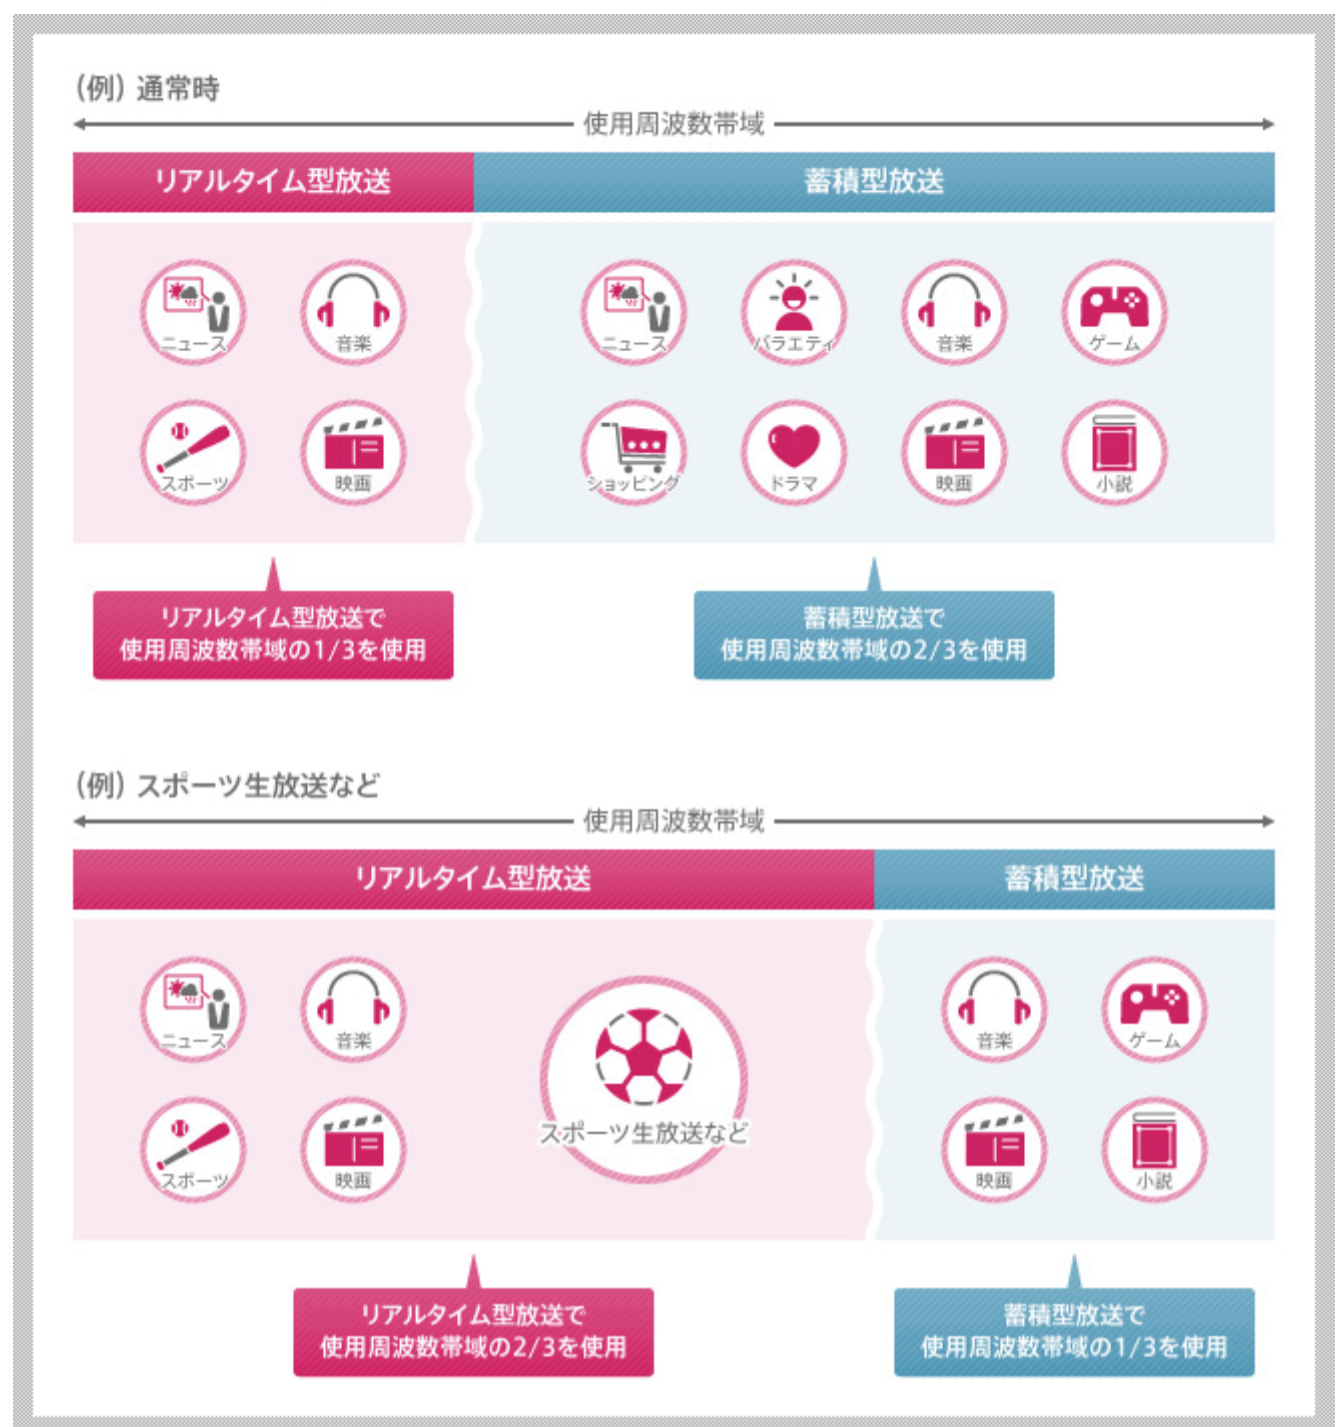 （例）通常時
使用周波数帯域
リアルタイム型放送
蓄積型放送
ニュース
音楽
ニュース
バラエティ
音楽
ゲーム
スポーツ
映画
ショッピング
ドラマ
映画
小説
リアルタイム型放送で
使用周波数帯域の1/3を使用
蓄積型放送で
使用周波数帯域の2/3を使用
（例）スポーツ生放送など
使用周波数帯域
リアルタイム型放送
蓄積型放送
ニュース
音楽
スポーツ
映画
スポーツ生放送など
音楽
ゲーム
映画
小説
リアルタイム型放送で
使用周波数帯域の2/3を使用
蓄積型放送で
使用周波数帯域の1/3を使用